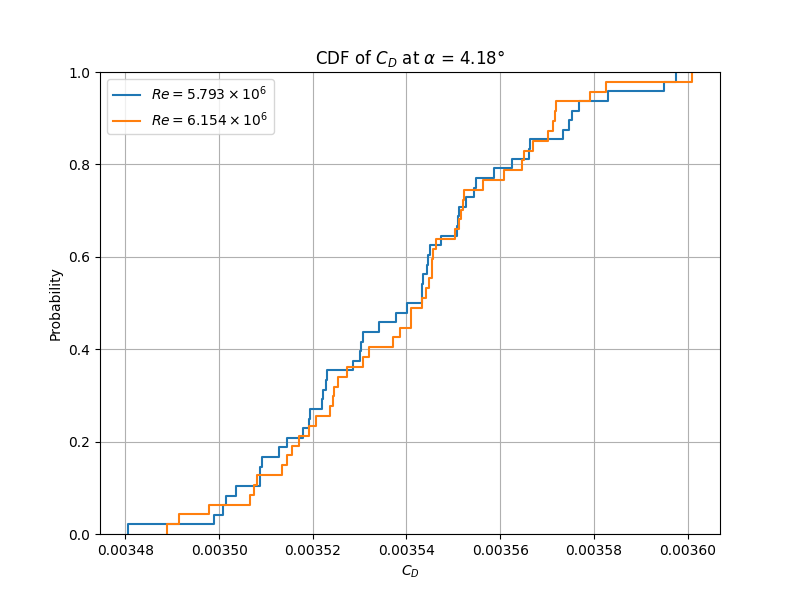 CDF of $C_D$ at $\alpha$ = 4.18°
$Re = 5.793 \times 10^6$
$Re = 6.154 \times 10^6$
Probability
1.0
0.8
0.6
0.4
0.2
0.0
0.00348 0.00350 0.00352 0.00354 0.00356 0.00358 0.00360
$C_D$